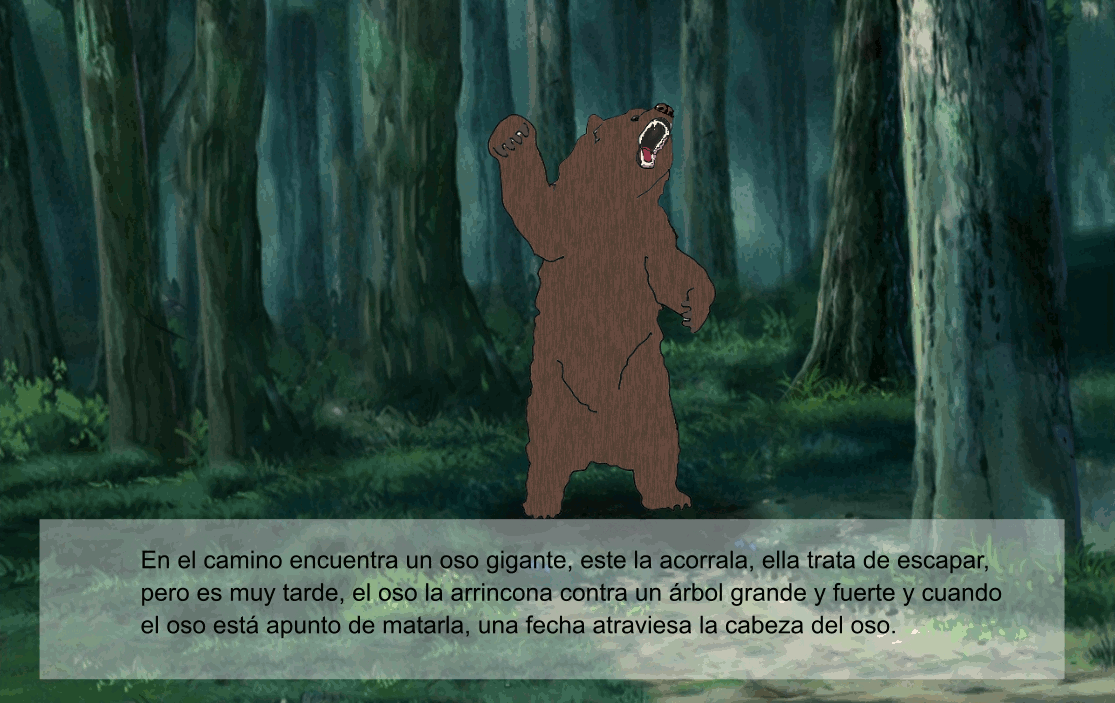 En el camino encuentra un oso gigante, este la acorrala, ella trata de escapar,
pero es muy tarde, el oso la arrincona contra un árbol grande y fuerte y cuando
el oso está apunto de matarla, una fecha atraviesa la cabeza del oso.